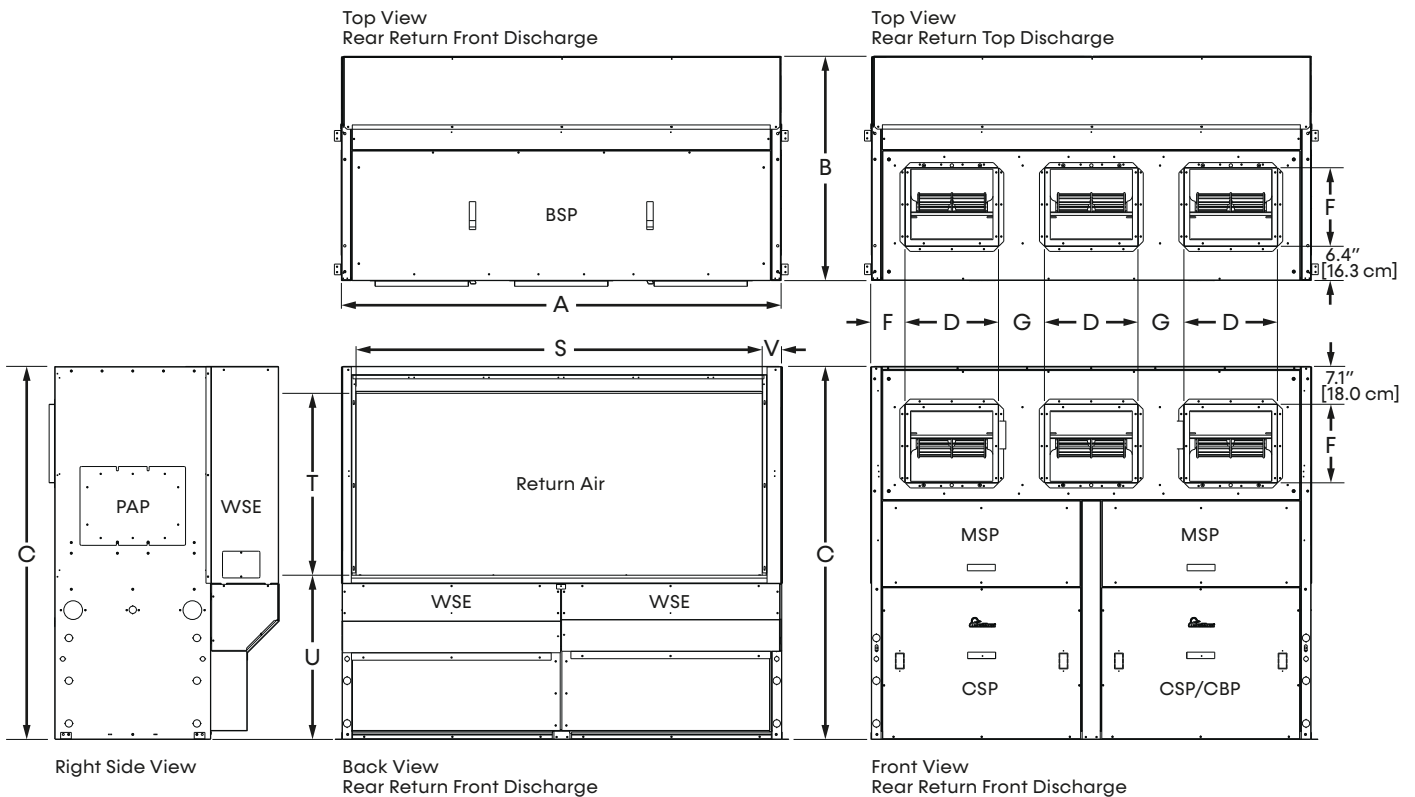 Top View
Rear Return Front Discharge
Top View
Rear Return Top Discharge
BSP
B
F
6.4"
[16.3 cm]
A
F
D
G
D
G
D
S
V
7.1"
[18.0 cm]
F
C
PAP
WSE
T
Return Air
U
WSE
WSE
C
MSP
MSP
CSP
CSP/CBP
Right Side View
Back View
Rear Return Front Discharge
Front View
Rear Return Front Discharge